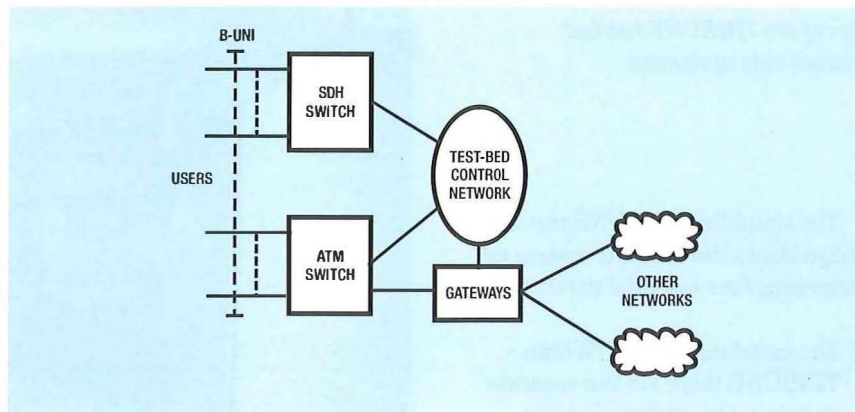 B-UNI
SDH
SWITCH
TEST-BED
CONTROL
NETWORK
USERS
ATM
SWITCH
GATEWAYS
OTHER
NETWORKS